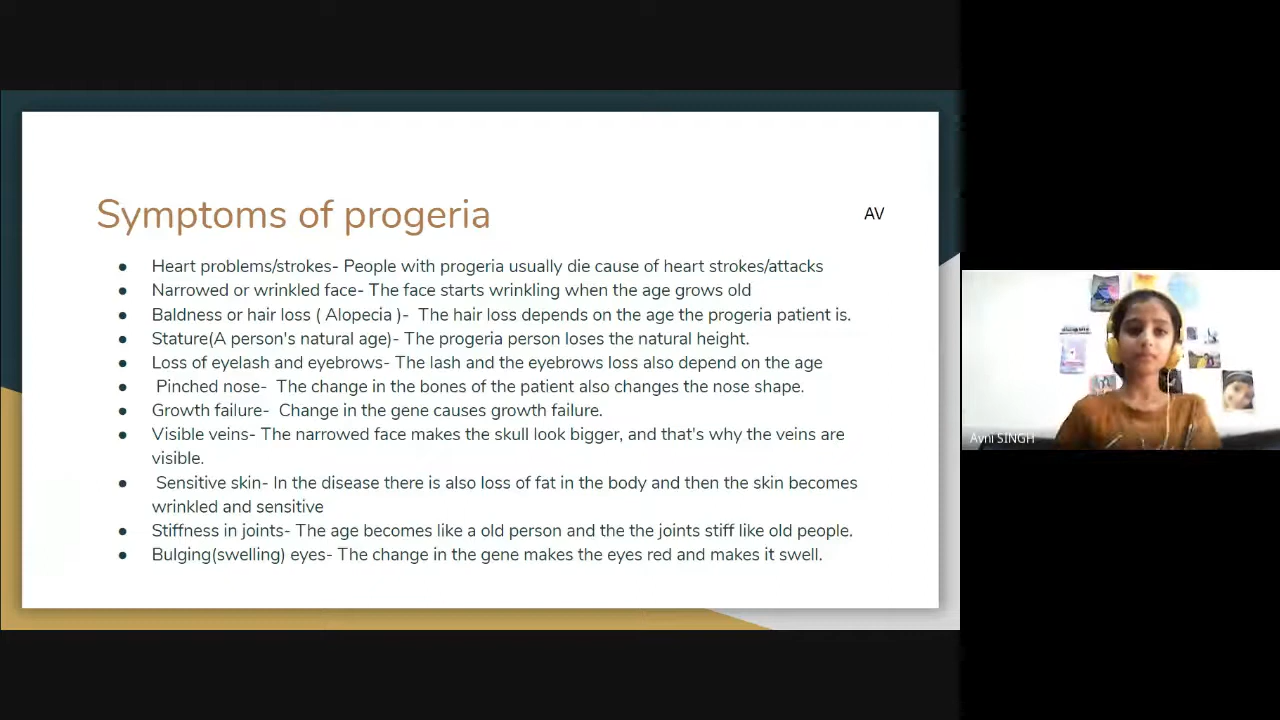 Symptoms of progeria
AV
● Heart problems/strokes- People with progeria usually die cause of heart strokes/attacks
● Narrowed or wrinkled face- The face starts wrinkling when the age grows old
● Baldness or hair loss ( Alopecia )- The hair loss depends on the age the progeria patient is.
● Stature(A person's natural age)- The progeria person loses the natural height.
● Loss of eyelash and eyebrows- The lash and the eyebrows loss also depend on the age
● Pinched nose- The change in the bones of the patient also changes the nose shape.
● Growth failure- Change in the gene causes growth failure.
● Visible veins- The narrowed face makes the skull look bigger, and that's why the veins are
visible.
● Sensitive skin- In the disease there is also loss of fat in the body and then the skin becomes
wrinkled and sensitive
● Stiffness in joints- The age becomes like a old person and the the joints stiff like old people.
● Bulging(swelling) eyes- The change in the gene makes the eyes red and makes it swell.
Avni SINGH